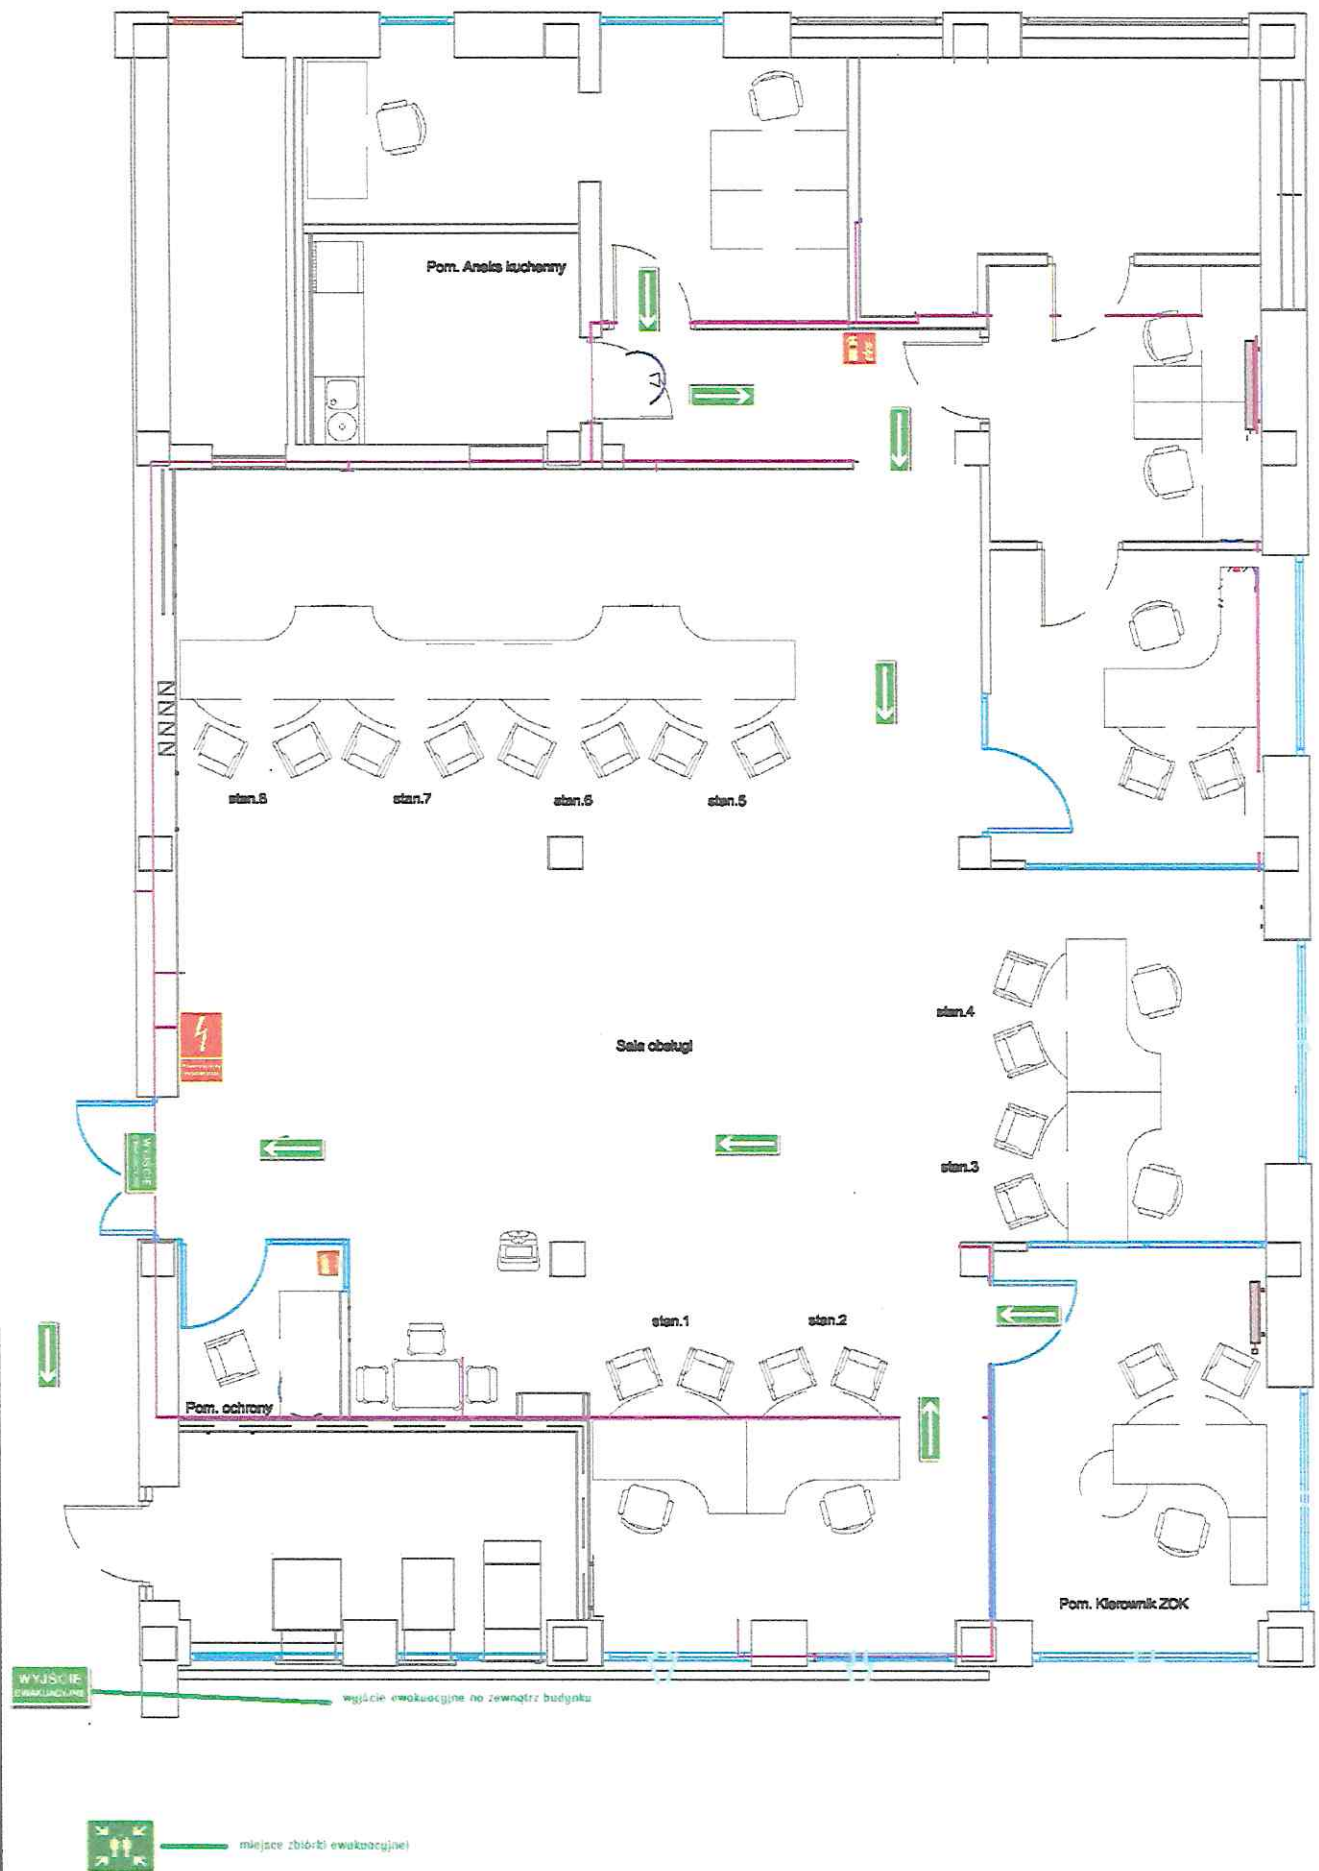 Pom. Aneks kuchenny
stan.8
stan.7
stan.6
stan.5
stan.4
Sala obsługi
WYJŚCIE
stan.3
stan.1
stan.2
Pom. ochrony
Pom. Kierownik ZOK
WYJŚCIE
EWAKUACYJNE
wyjście ewakuacyjne na zewnątrz budynku
miejsce zbiórki ewakuacyjnej